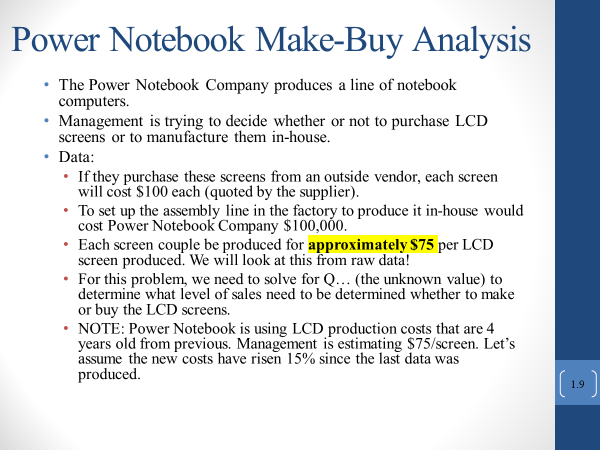 Power Notebook Make-Buy Analysis
• The Power Notebook Company produces a line of notebook
computers.
• Management is trying to decide whether or not to purchase LCD
screens or to manufacture them in-house.
• Data:
• If they purchase these screens from an outside vendor, each screen
will cost $100 each (quoted by the supplier).
• To set up the assembly line in the factory to produce it in-house would
cost Power Notebook Company $100,000.
• Each screen couple be produced for approximately $75 per LCD
screen produced. We will look at this from raw data!
• For this problem, we need to solve for Q… (the unknown value) to
determine what level of sales need to be determined whether to make
or buy the LCD screens.
• NOTE: Power Notebook is using LCD production costs that are 4
years old from previous. Management is estimating $75/screen. Let’s
assume the new costs have risen 15% since the last data was
produced.
1.9